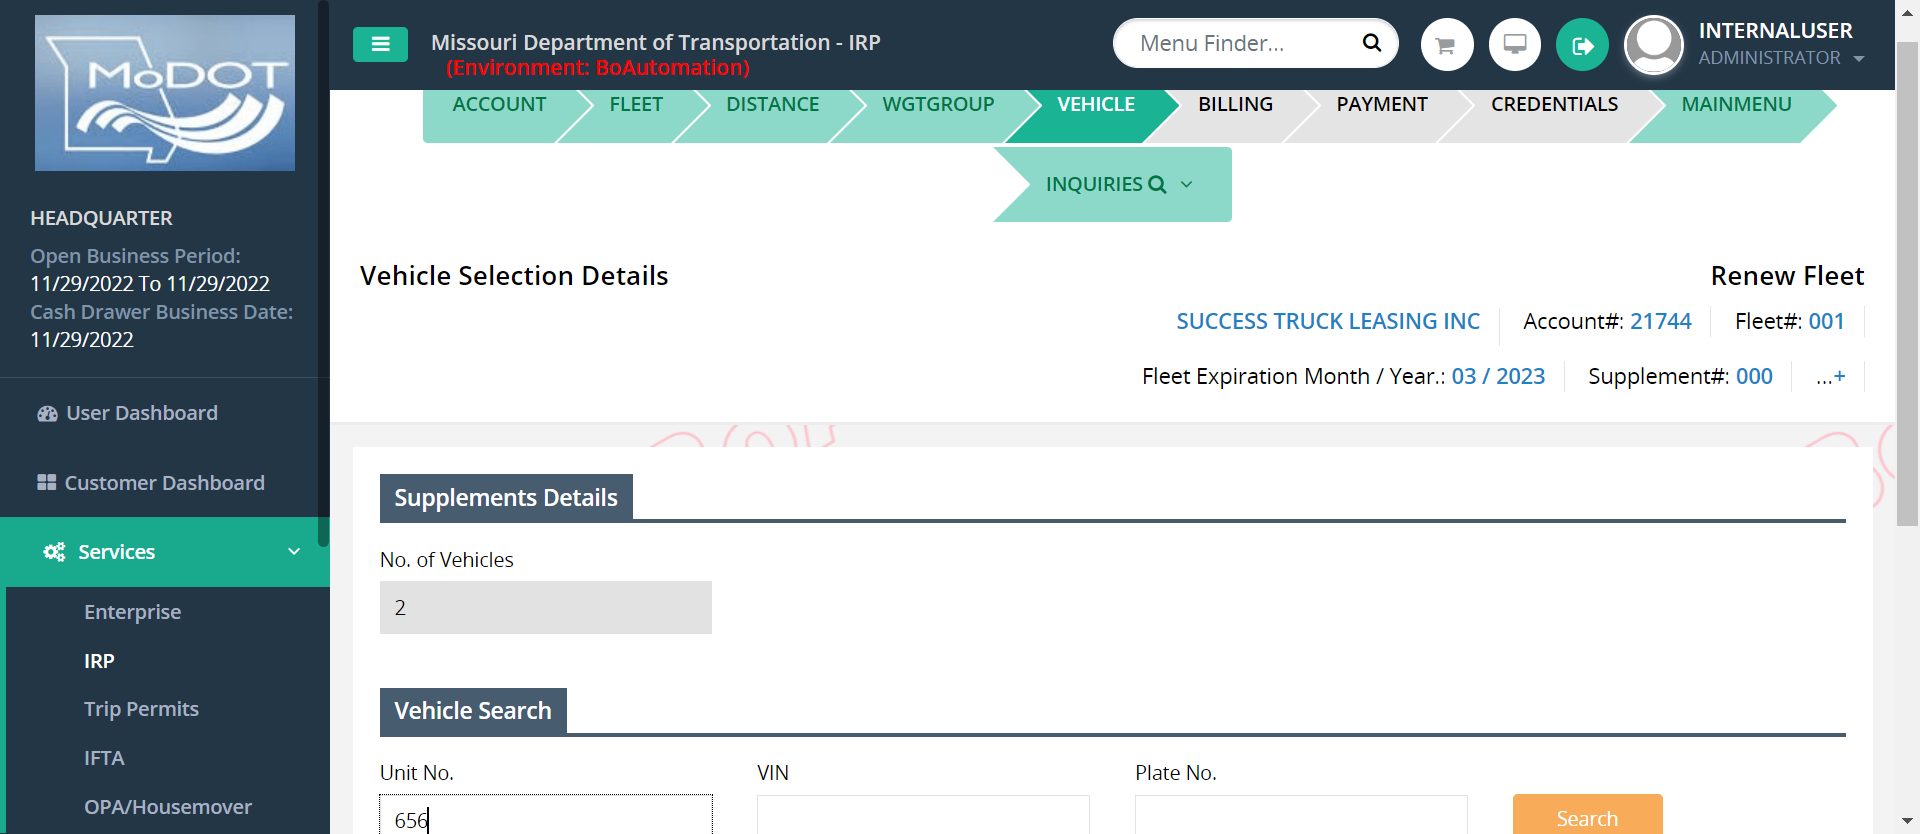 MoDOT
Missouri Department of Transportation - IRP
(Environment: BoAutomation)
Menu Finder...
INTERNALUSER
ADMINISTRATOR
ACCOUNT
FLEET
DISTANCE
WGTGROUP
VEHICLE
BILLING
PAYMENT
CREDENTIALS
MAINMENU
INQUIRIES
HEADQUARTER
Open Business Period:
11/29/2022 To 11/29/2022
Cash Drawer Business Date:
11/29/2022
User Dashboard
Customer Dashboard
Services
Enterprise
IRP
Trip Permits
IFTA
OPA/Housemover
Vehicle Selection Details
Renew Fleet
SUCCESS TRUCK LEASING INC
Account#: 21744
Fleet#: 001
Fleet Expiration Month / Year.: 03 / 2023
Supplement#: 000
...+
Supplements Details
No. of Vehicles
2
Vehicle Search
Unit No.
VIN
Plate No.
656
Search